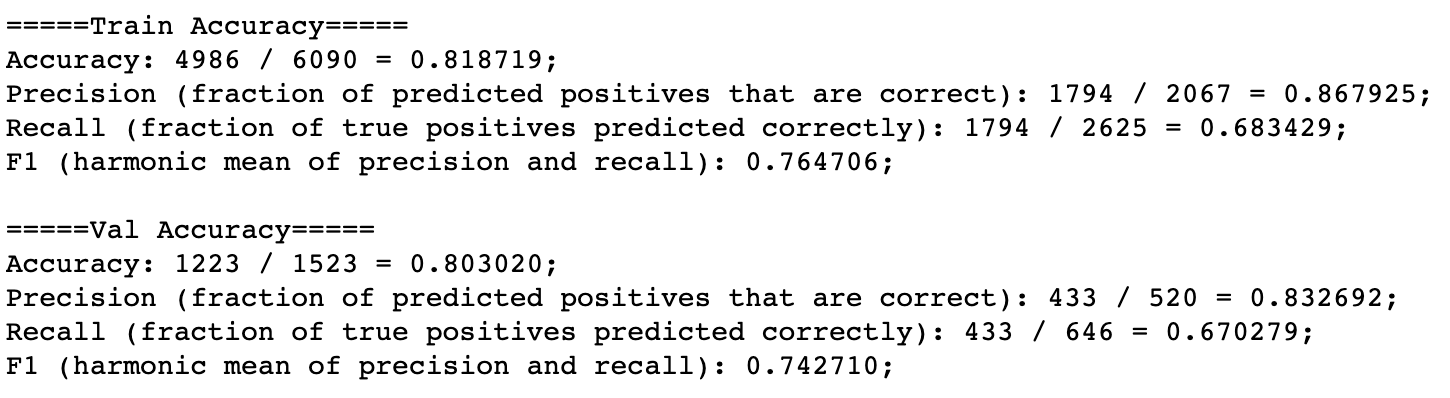 =====Train Accuracy=====
Accuracy: 4986 / 6090 = 0.818719;
Precision (fraction of predicted positives that are correct): 1794 / 2067 = 0.867925;
Recall (fraction of true positives predicted correctly): 1794 / 2625 = 0.683429;
F1 (harmonic mean of precision and recall): 0.764706;
=====Val Accuracy=====
Accuracy: 1223 / 1523 = 0.803020;
Precision (fraction of predicted positives that are correct): 433 / 520 = 0.832692;
Recall (fraction of true positives predicted correctly): 433 / 646 = 0.670279;
F1 (harmonic mean of precision and recall): 0.742710;